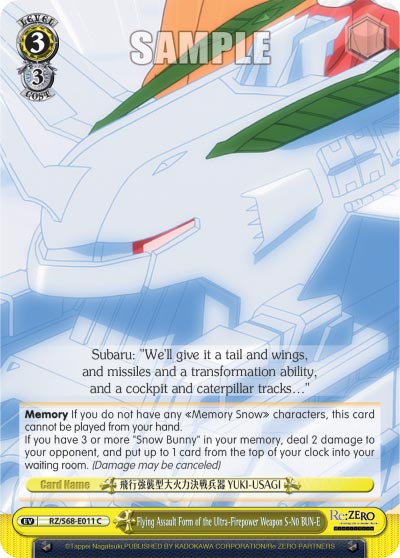 LEVEL
3
3
COST
SAMPLE
Subaru: "We'll give it a tail and wings,
and missiles and a transformation ability,
and a cockpit and caterpillar tracks…"
Memory If you do not have any ≪Memory Snow≫ characters, this card
cannot be played from your hand.
If you have 3 or more "Snow Bunny" in your memory, deal 2 damage to
your opponent, and put up to 1 card from the top of your clock into your
waiting room. (Damage may be canceled)
Card Name 飛行強襲型大火力決戦兵器 YUKI-USAGI
EV RZ/S68-E011 C Flying Assault Form of the Ultra-Firepower Weapon S-N0 BUN-E Re:ZERO
©Tappei Nagatsuki,PUBLISHED BY KADOKAWA CORPORATION/Re:ZERO PARTNERS